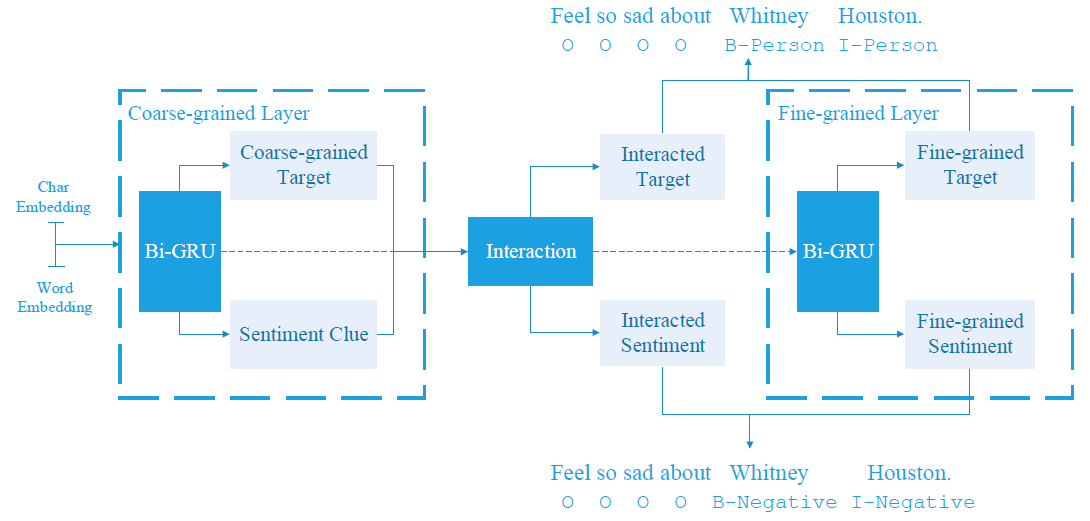 Feel so sad about Whitney Houston.
O O O O B-Person I-Person
Coarse-grained Layer
Coarse-grained
Target
Char
Embedding
Word
Embedding
Bi-GRU
Sentiment Clue
Interaction
Interacted
Target
Interacted
Sentiment
Fine-grained Layer
Fine-grained
Target
Bi-GRU
Fine-grained
Sentiment
Feel so sad about Whitney Houston.
O O O O B-Negative I-Negative